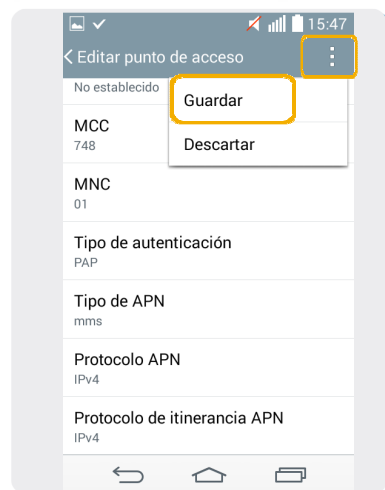 15:47
Editar punto de acceso
No establecido
Guardar
Descartar
MCC
748
MNC
01
Tipo de autenticación
PAP
Tipo de APN
mms
Protocolo APN
IPv4
Protocolo de itinerancia APN
IPv4